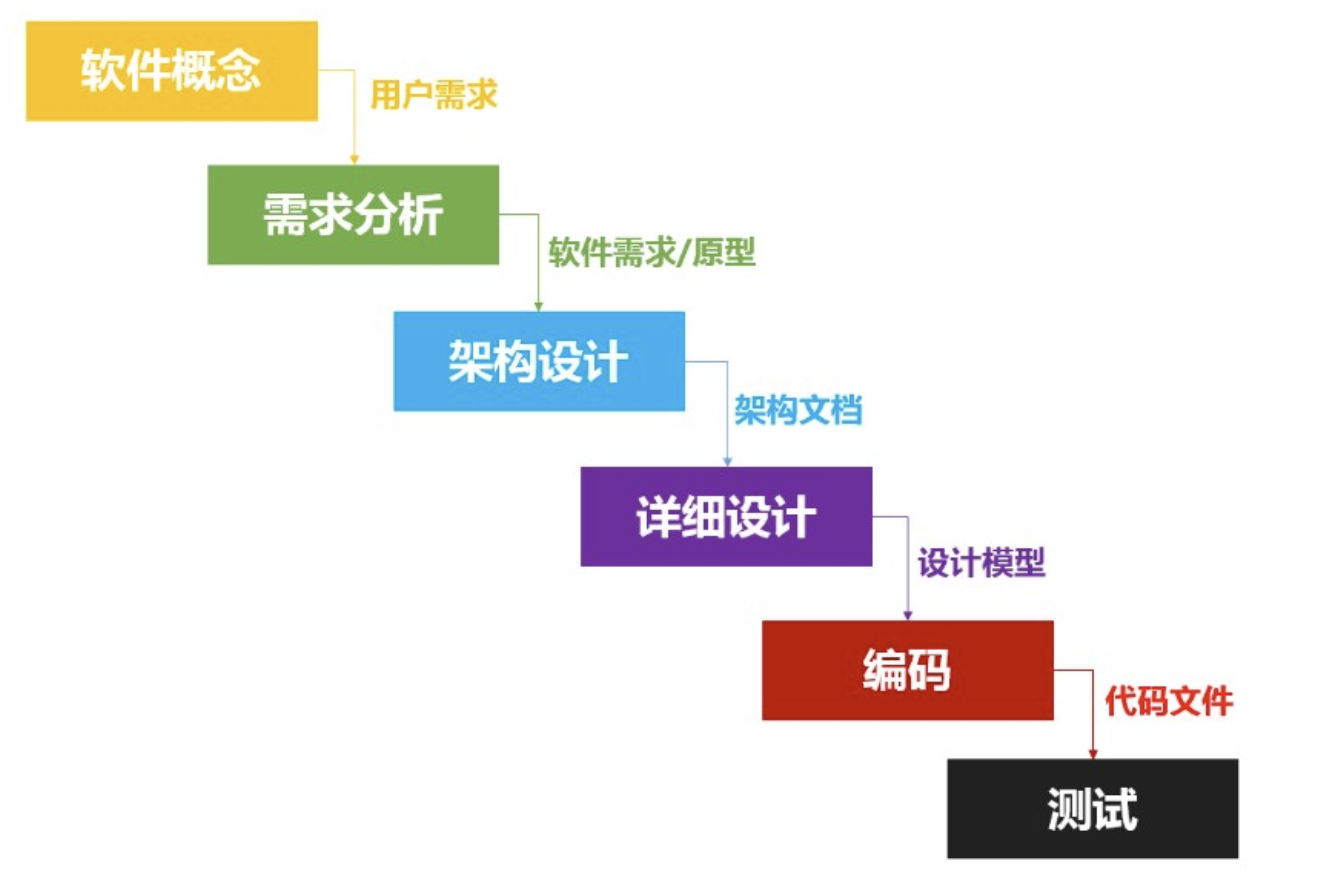 软件概念
用户需求
需求分析
软件需求/原型
架构设计
架构文档
详细设计
设计模型
编码
代码文件
测试